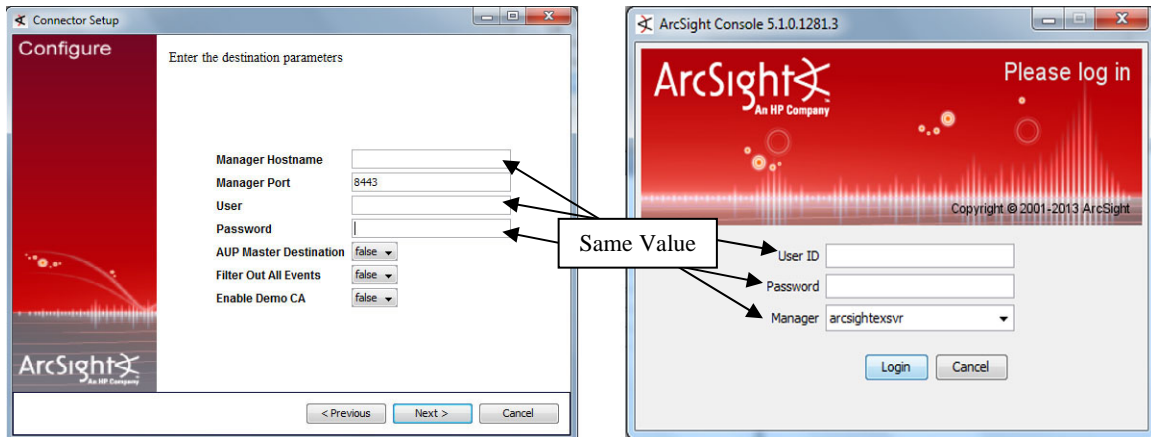 Connector Setup
Configure
Enter the destination parameters
Manager Hostname
Manager Port 8443
User
Password
AUP Master Destination false
Filter Out All Events false
Enable Demo CA false
ArcSight
An HP Company
< Previous Next > Cancel
Same Value
ArcSight Console 5.1.0.1281.3
ArcSight
An HP Company
Please log in
Copyright © 2001-2013 ArcSight
User ID
Password
Manager arcsightexsvr
Login Cancel